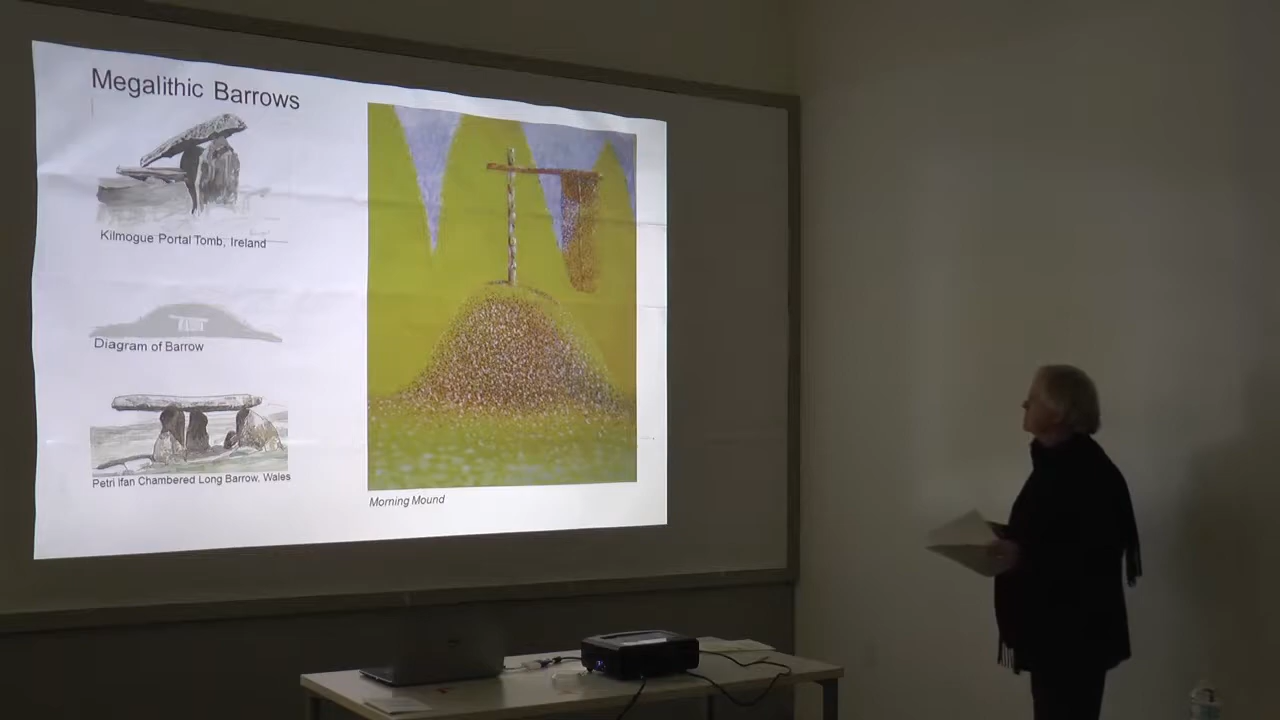 Megalithic Barrows
Kilmogue Portal Tomb, Ireland
Diagram of Barrow
Petri Ifan Chambered Long Barrow, Wales
Morning Mound